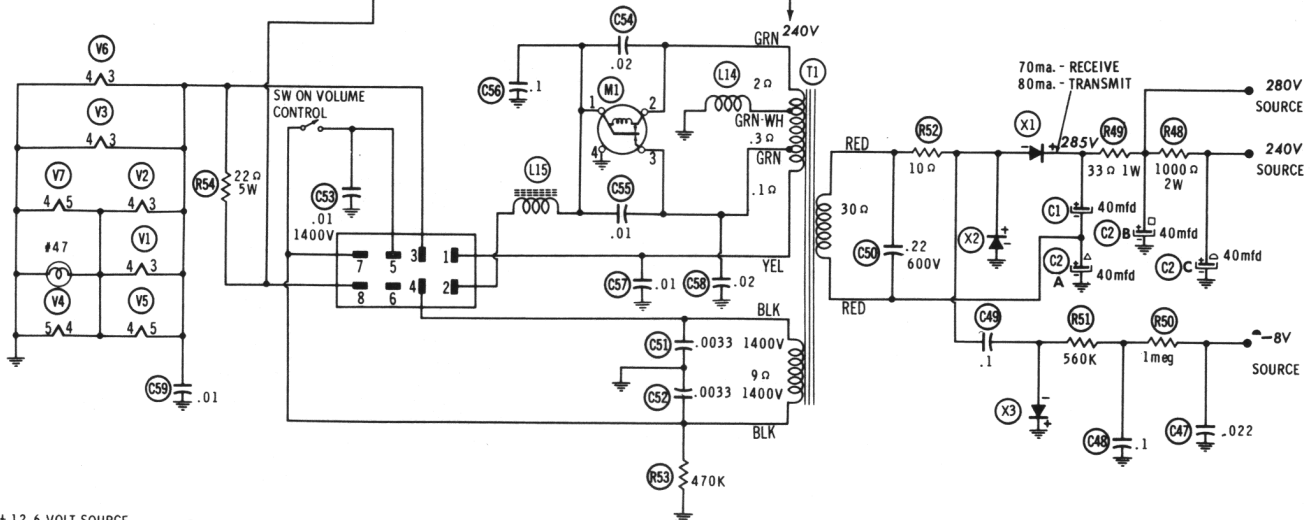 C54
240V
GRN
.02
V6
4 3
SW ON VOLUME
CONTROL
C56
.1
M1
1
2
4
3
L14
2Ω
T1
GRN-WH
.3Ω
GRN
.1Ω
70ma. - RECEIVE
80ma. - TRANSMIT
280V
SOURCE
V3
4 3
X1
- + 285V
R52
10Ω
R49
33Ω 1W
R48
1000Ω
2W
240V
SOURCE
RED
V7
4 5
V2
4 3
R54
22Ω
5W
C53
.01
1400V
L15
C55
.01
30Ω
C50
.22
600V
X2
+
-
C1
40mfd
C2 B
40mfd
C2 C
40mfd
C2
A
40mfd
#47
V1
4 3
7 5 3 1
8 6 4 2
YEL
C57
.01
C58
.02
RED
V4
5 4
V5
4 5
BLK
C51
.0033 1400V
9Ω
C52
.0033 1400V
BLK
C49
.1
R51
560K
R50
1meg
-8V
SOURCE
C59
.01
X3
-
+
C48
.1
C47
.022
R53
470K
12.6 VOLT SOURCE